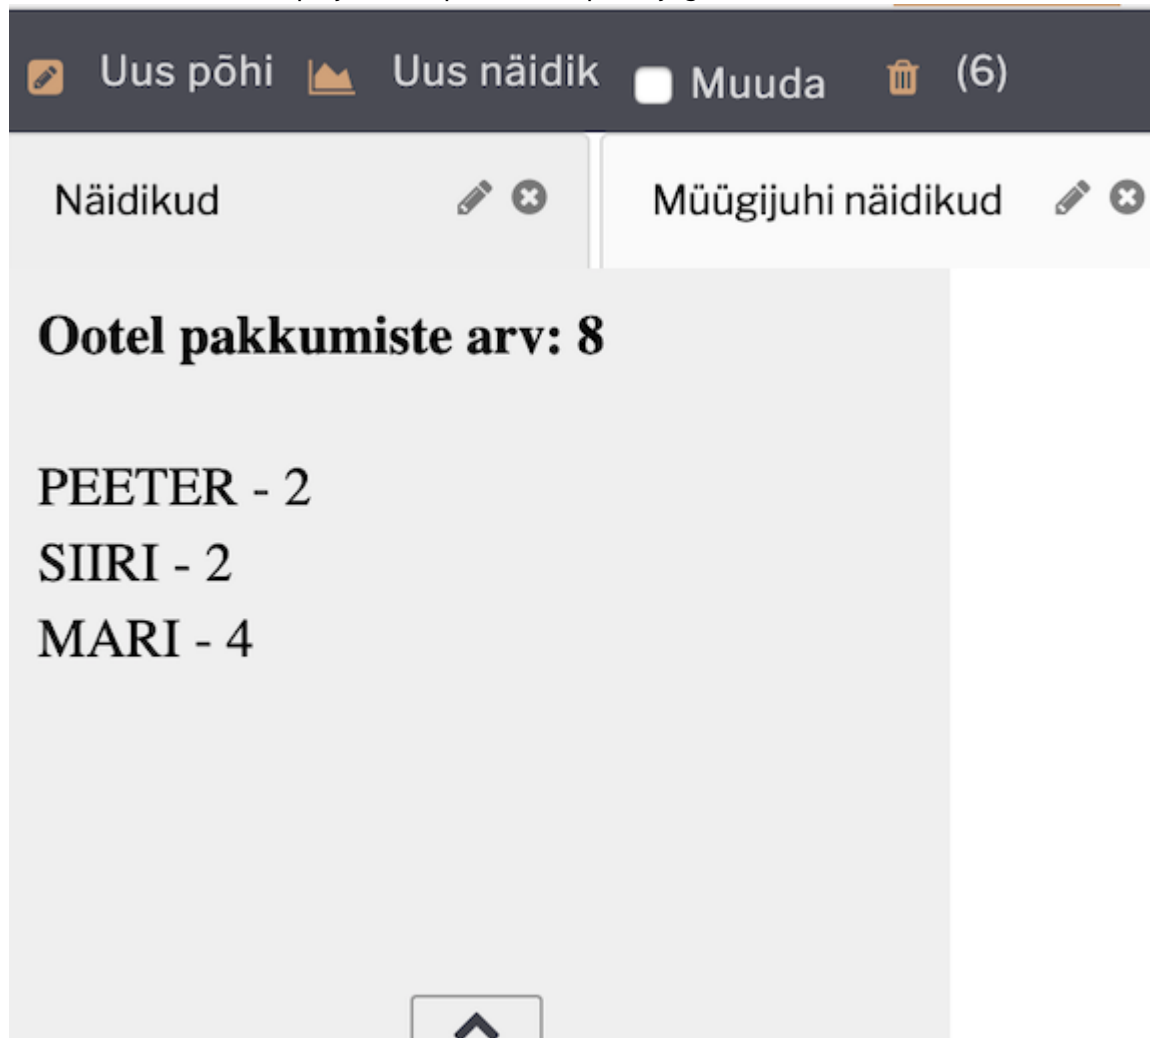 Uus põhi Uus näidik Muuda (6)
Näidikud Müügijuhi näidikud
Ootel pakkumiste arv: 8
PEETER - 2
SIIRI - 2
MARI - 4